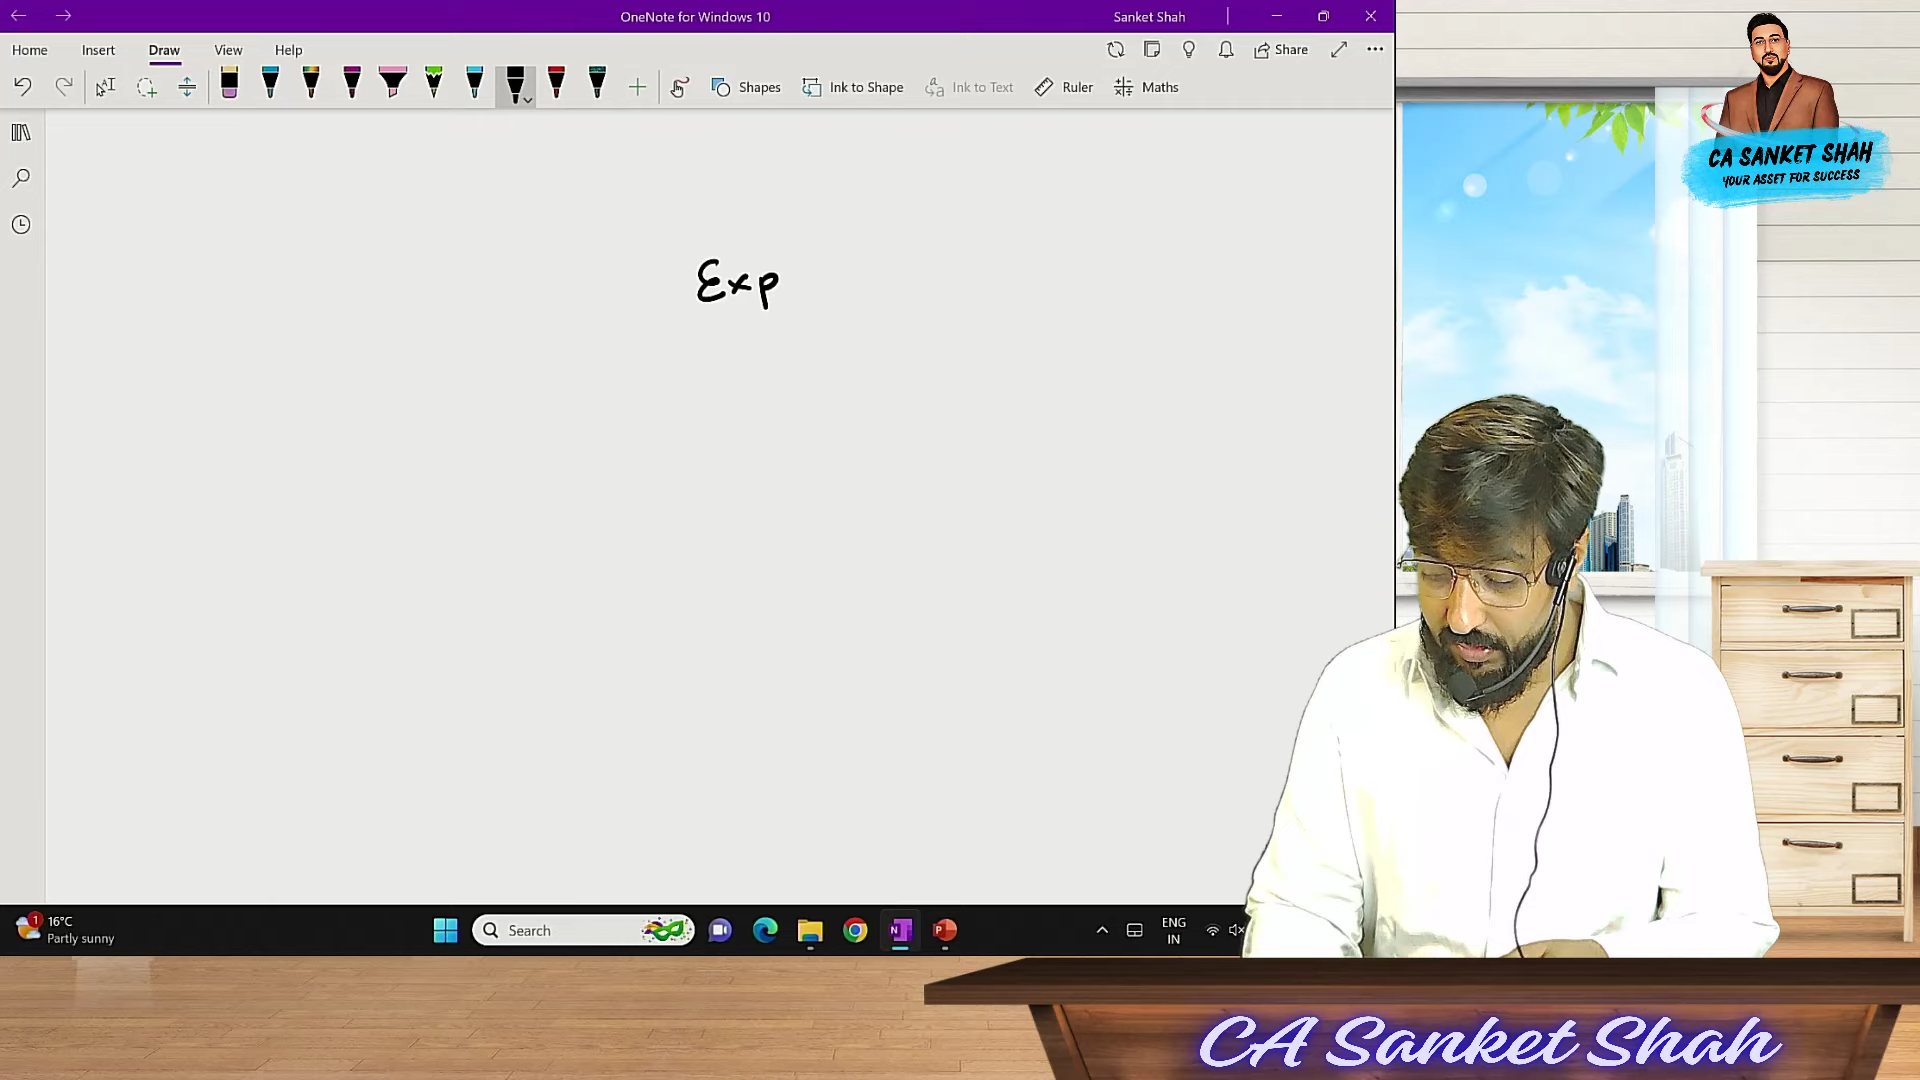 OneNote for Windows 10
Sanket Shah
Home Insert Draw View Help
Share
Shapes Ink to Shape Ink to Text Ruler Maths
CA SANKET SHAH
YOUR ASSET FOR SUCCESS
Exp
1
16°C
Partly sunny
Search
ENG
IN
CA Sanket Shah